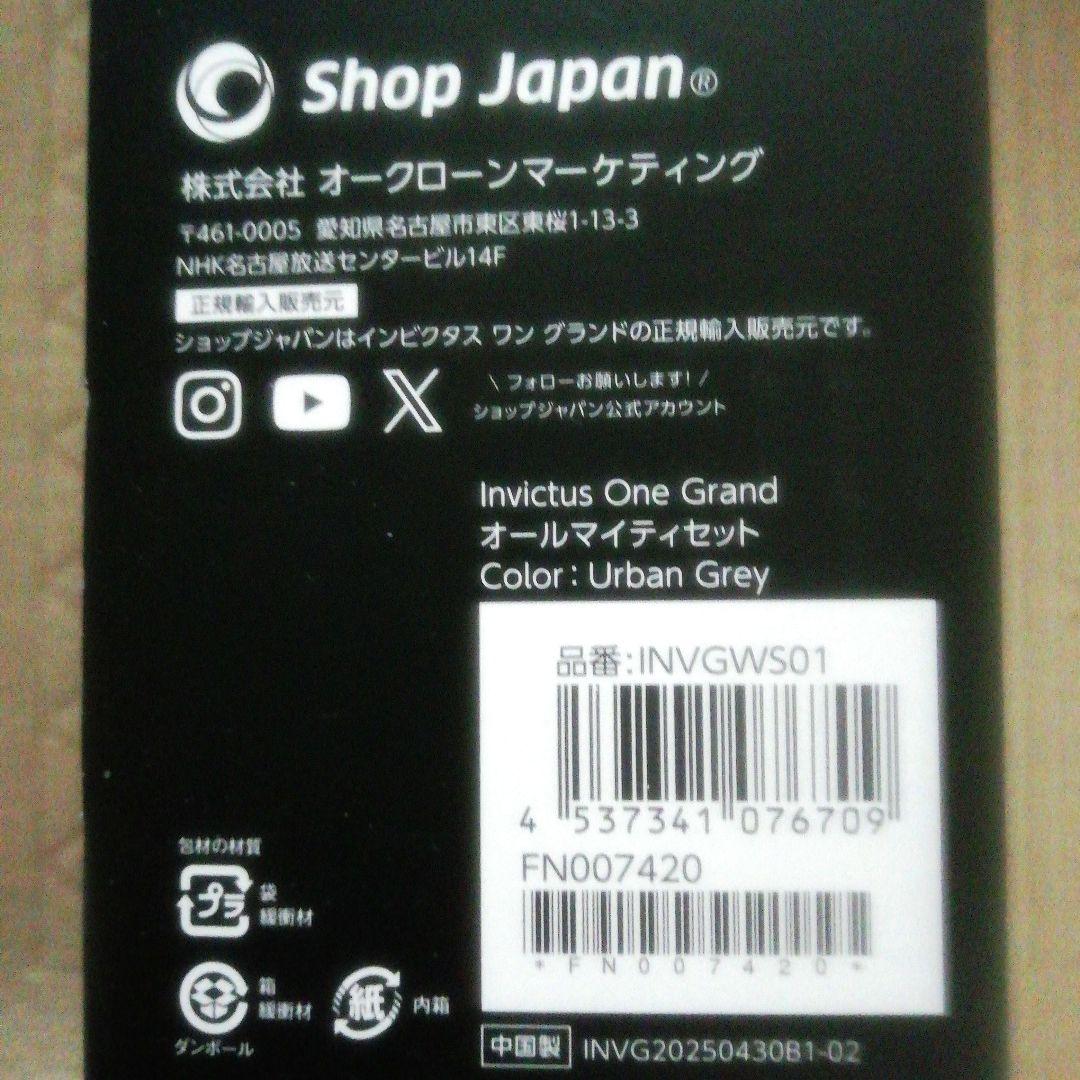 Shop Japan®
株式会社 オークローンマーケティング
〒461-0005 愛知県名古屋市東区東桜1-13-3
NHK名古屋放送センタービル14F
正規輸入販売元
ショップジャパンはインビクタス ワン グランドの正規輸入販売元です。
\ フォローお願いします! /
ショップジャパン公式アカウント
Invictus One Grand
オールマイティセット
Color : Urban Grey
品番:INVGWS01
4 537341 076709
FN007420
*FN007420*
包材の材質
プラ
袋
緩衝材
箱
緩衝材
ダンボール
紙
内箱
中国製 INVG20250430B1-02